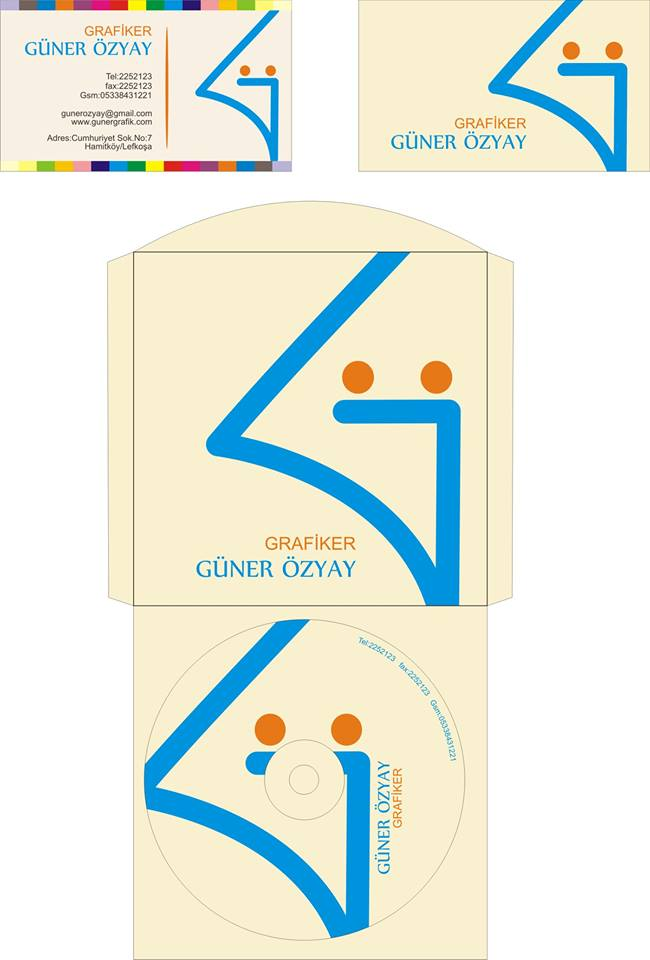 GRAFİKER
GÜNER ÖZYAY
Tel:2252123
fax:2252123
Gsm:05338431221
gunerozyay@gmail.com
www.gunergrafik.com
Adres:Cumhuriyet Sok.No:7
Hamitköy/Lefkoşa
GRAFİKER
GÜNER ÖZYAY
GRAFİKER
GÜNER ÖZYAY
Tel:2252123 fax:2252123 Gsm:05338431221
GÜNER ÖZYAY
GRAFİKER